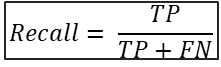 Recall = TP / TP + FN